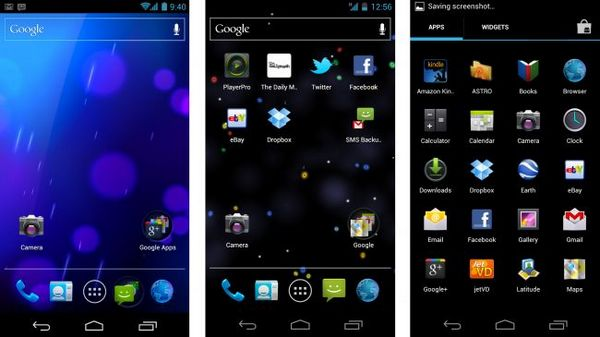 9:40
Google
Camera
Google Apps
12:56
Google
PlayerPro
The Daily M..
Twitter
Facebook
eBay
Dropbox
SMS Backu..
Camera
Google
Saving screenshot...
APPS
WIDGETS
kindle
Amazon Kin..
ASTRO
Books
Browser
Calculator
Calendar
Camera
Clock
Downloads
Dropbox
Earth
eBay
Email
Facebook
Gallery
Gmail
Google+
jetVD
Latitude
Maps